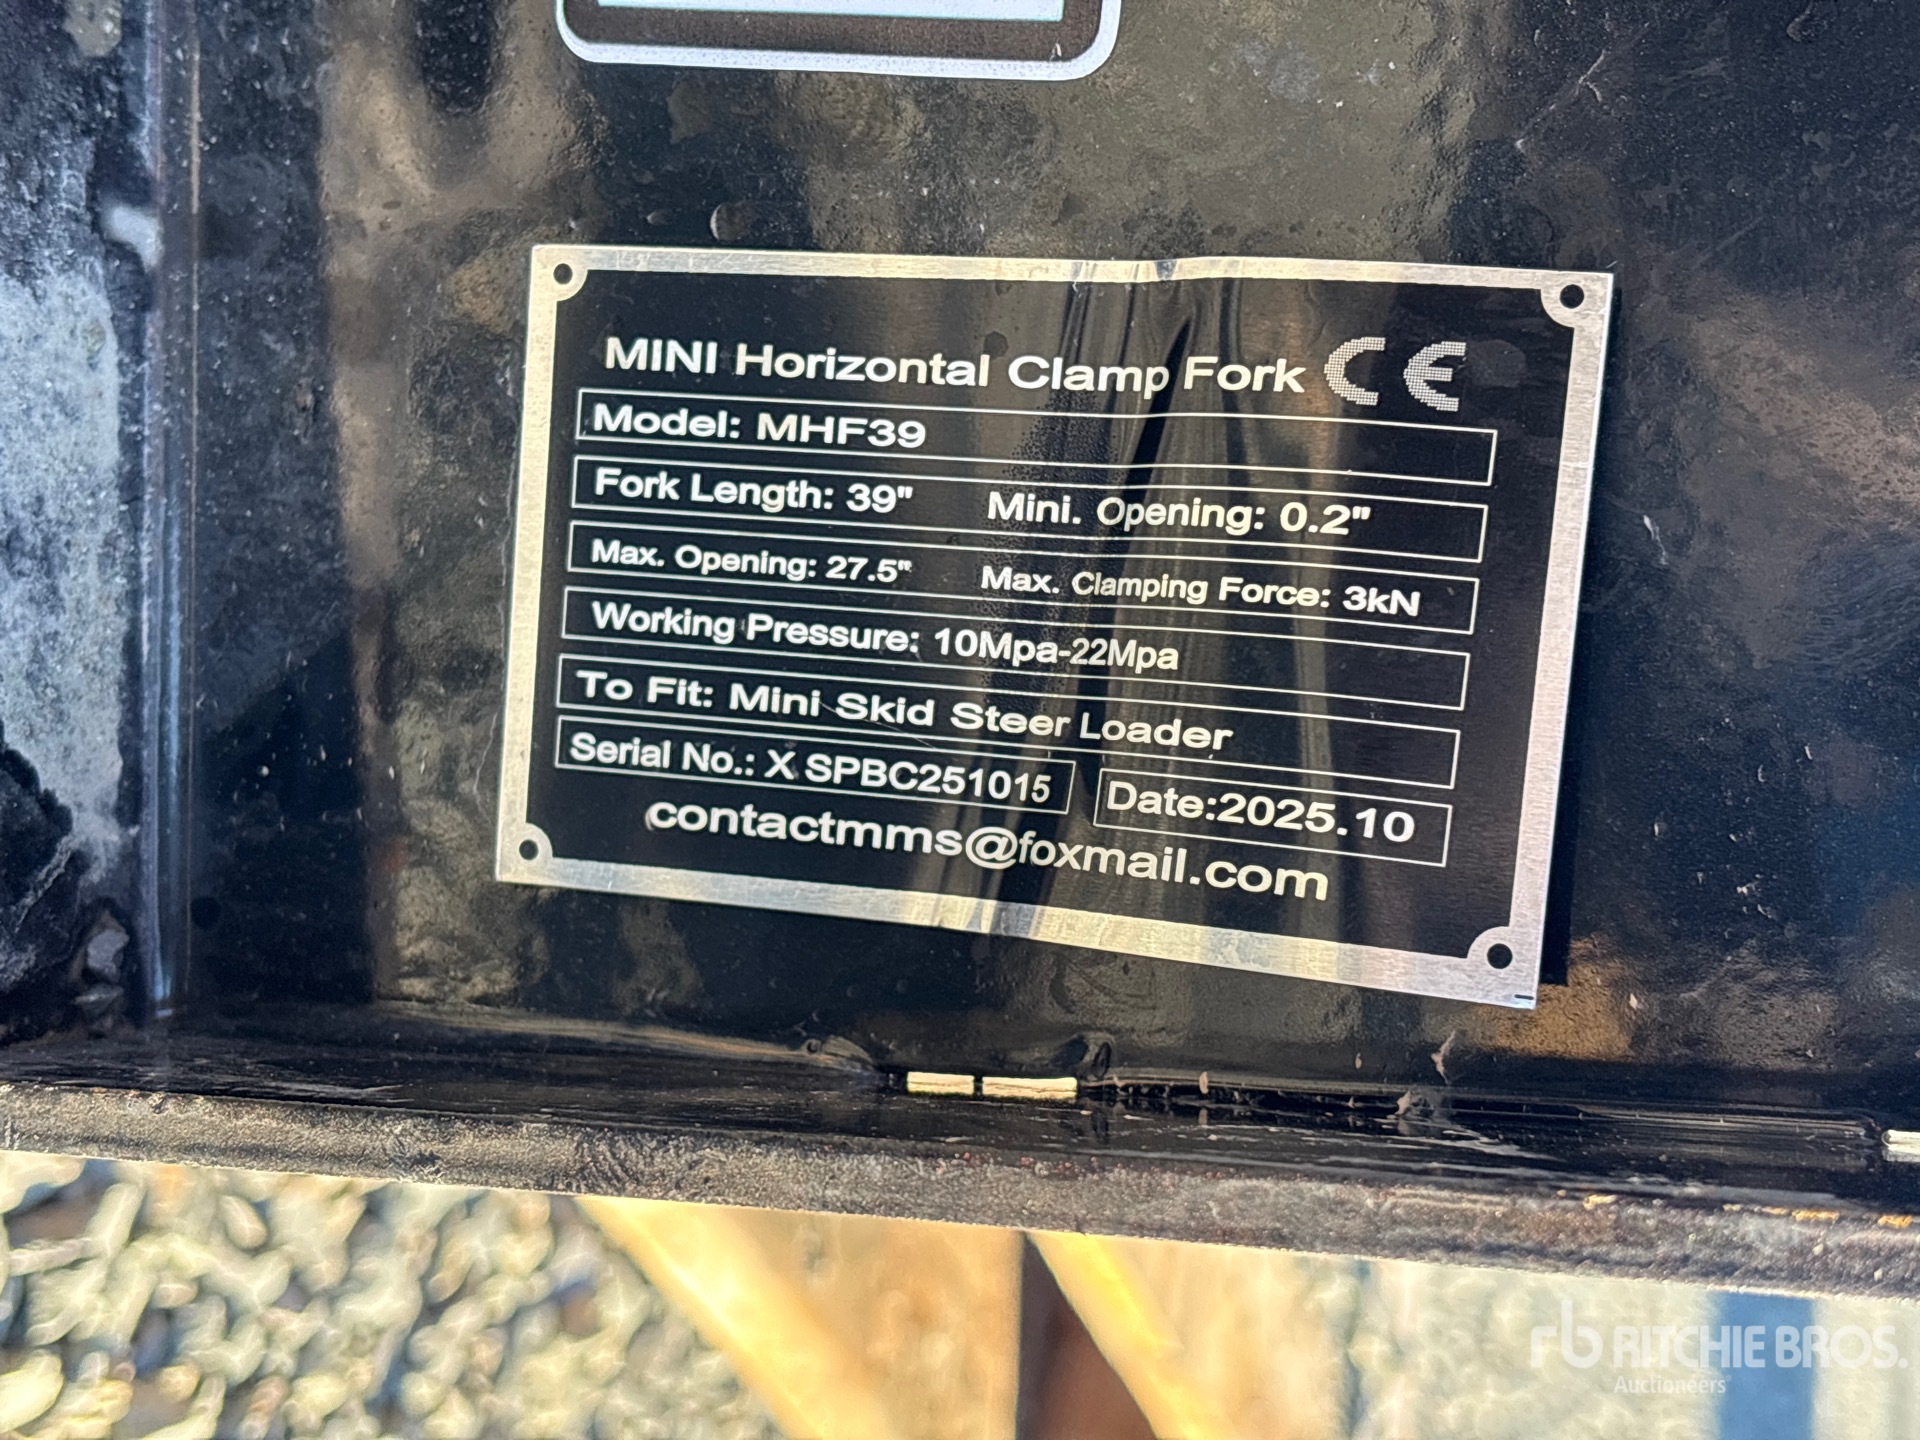 MINI Horizontal Clamp Fork CE
Model: MHF39
Fork Length: 39" Mini. Opening: 0.2"
Max. Opening: 27.5" Max. Clamping Force: 3kN
Working Pressure: 10Mpa-22Mpa
To Fit: Mini Skid Steer Loader
Serial No.: X SPBC251015 Date:2025.10
contactmms@foxmail.com
rb RITCHIE BROS.
Auctioneers